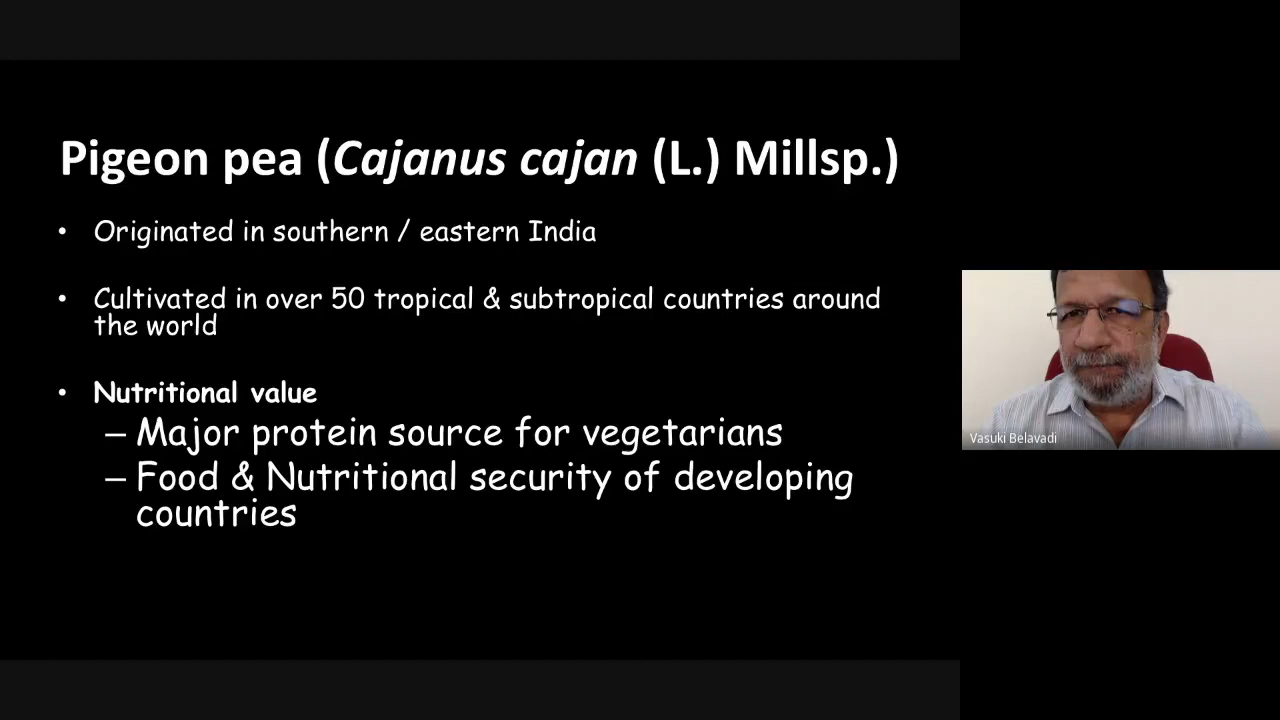 Pigeon pea (Cajanus cajan (L.) Millsp.)
• Originated in southern / eastern India
• Cultivated in over 50 tropical & subtropical countries around
the world
• Nutritional value
– Major protein source for vegetarians
– Food & Nutritional security of developing
countries
Vasuki Belavadi